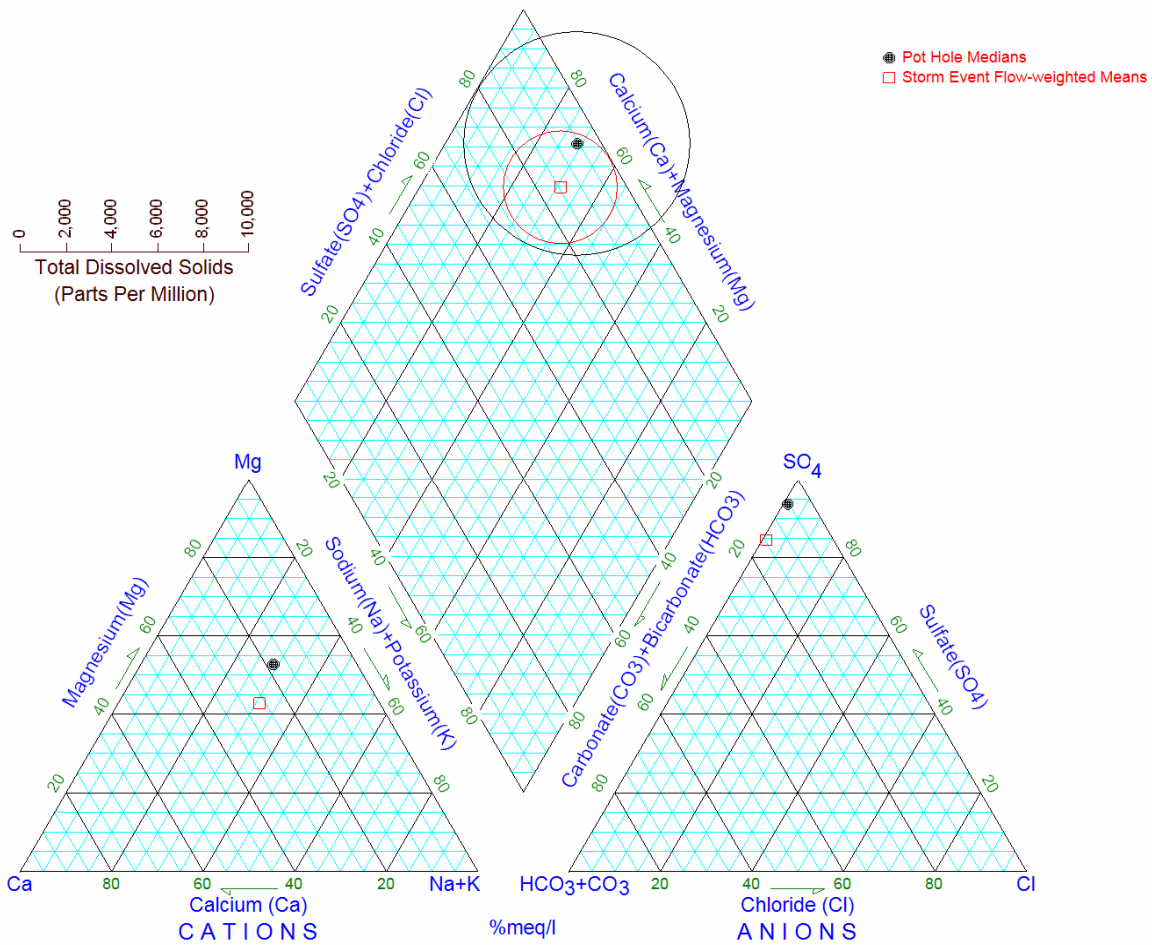 Pot Hole Medians
Storm Event Flow-weighted Means
80
80
Sulfate(SO4)+Chloride(Cl)
Calcium(Ca)+Magnesium(Mg)
60
60
40
40
20
20
0
2,000
4,000
6,000
8,000
10,000
Total Dissolved Solids
(Parts Per Million)
Mg
SO4
20
20
40
40
60
60
80
80
Sodium(Na)+Potassium(K)
Carbonate(CO3)+Bicarbonate(HCO3)
80
20
60
40
40
60
20
80
Magnesium(Mg)
20
80
40
60
60
40
80
20
Sulfate(SO4)
Ca
80
60
40
20
Na+K
HCO3+CO3
20
40
60
80
Cl
Calcium (Ca)
Chloride (Cl)
CATIONS
%meq/l
ANIONS